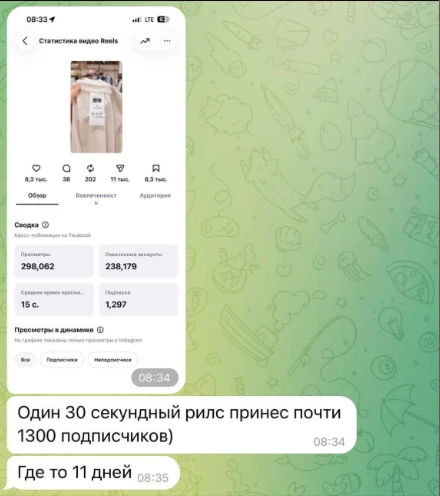 08:33 LTE 63
Статистика видео Reels
8,3 тыс. 38 202 11 тыс. 8,3 тыс.
Обзор Вовлеченност Аудитория
Сводка
Кросс-публикация на Facebook
Просмотры Охваченные аккаунты
298,062 238,179
Среднее время просмо... Подписки
15 с. 1,297
Просмотры в динамике
На графике показаны только просмотры в Instagram
Все Подписчики Неподписчики
08:34
Один 30 секундный рилс принес почти
1300 подписчиков)
08:34
Где то 11 дней 08:35